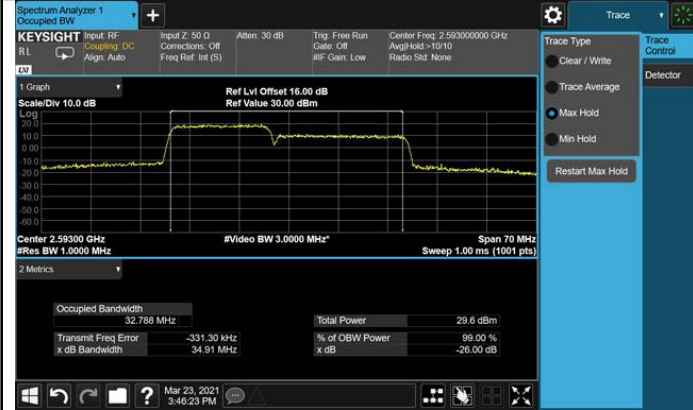 Spectrum Analyzer 1
Occupied BW
+
Trace
KEYSIGHT Input: RF Input Z: 50 Ω Atten: 30 dB Trig: Free Run Center Freq: 2.593000000 GHz
RL Coupling: DC Corrections: Off Gate: Off Avg|Hold:>10/10
Align: Auto Freq Ref: Int (S) #IF Gain: Low Radio Std: None
LXI
Trace Type
Clear / Write
Trace Average
Max Hold
Min Hold
Restart Max Hold
Trace Control
Detector
1 Graph
Ref Lvl Offset 16.00 dB
Scale/Div 10.0 dB Ref Value 30.00 dBm
Log
20.0
10.0
0.00
-10.0
-20.0
-30.0
-40.0
-50.0
-60.0
Center 2.59300 GHz #Video BW 3.0000 MHz* Span 70 MHz
#Res BW 1.0000 MHz Sweep 1.00 ms (1001 pts)
2 Metrics
Occupied Bandwidth
32.788 MHz Total Power 29.6 dBm
Transmit Freq Error -331.30 kHz % of OBW Power 99.00 %
x dB Bandwidth 34.91 MHz x dB -26.00 dB
? Mar 23, 2021
3:46:23 PM